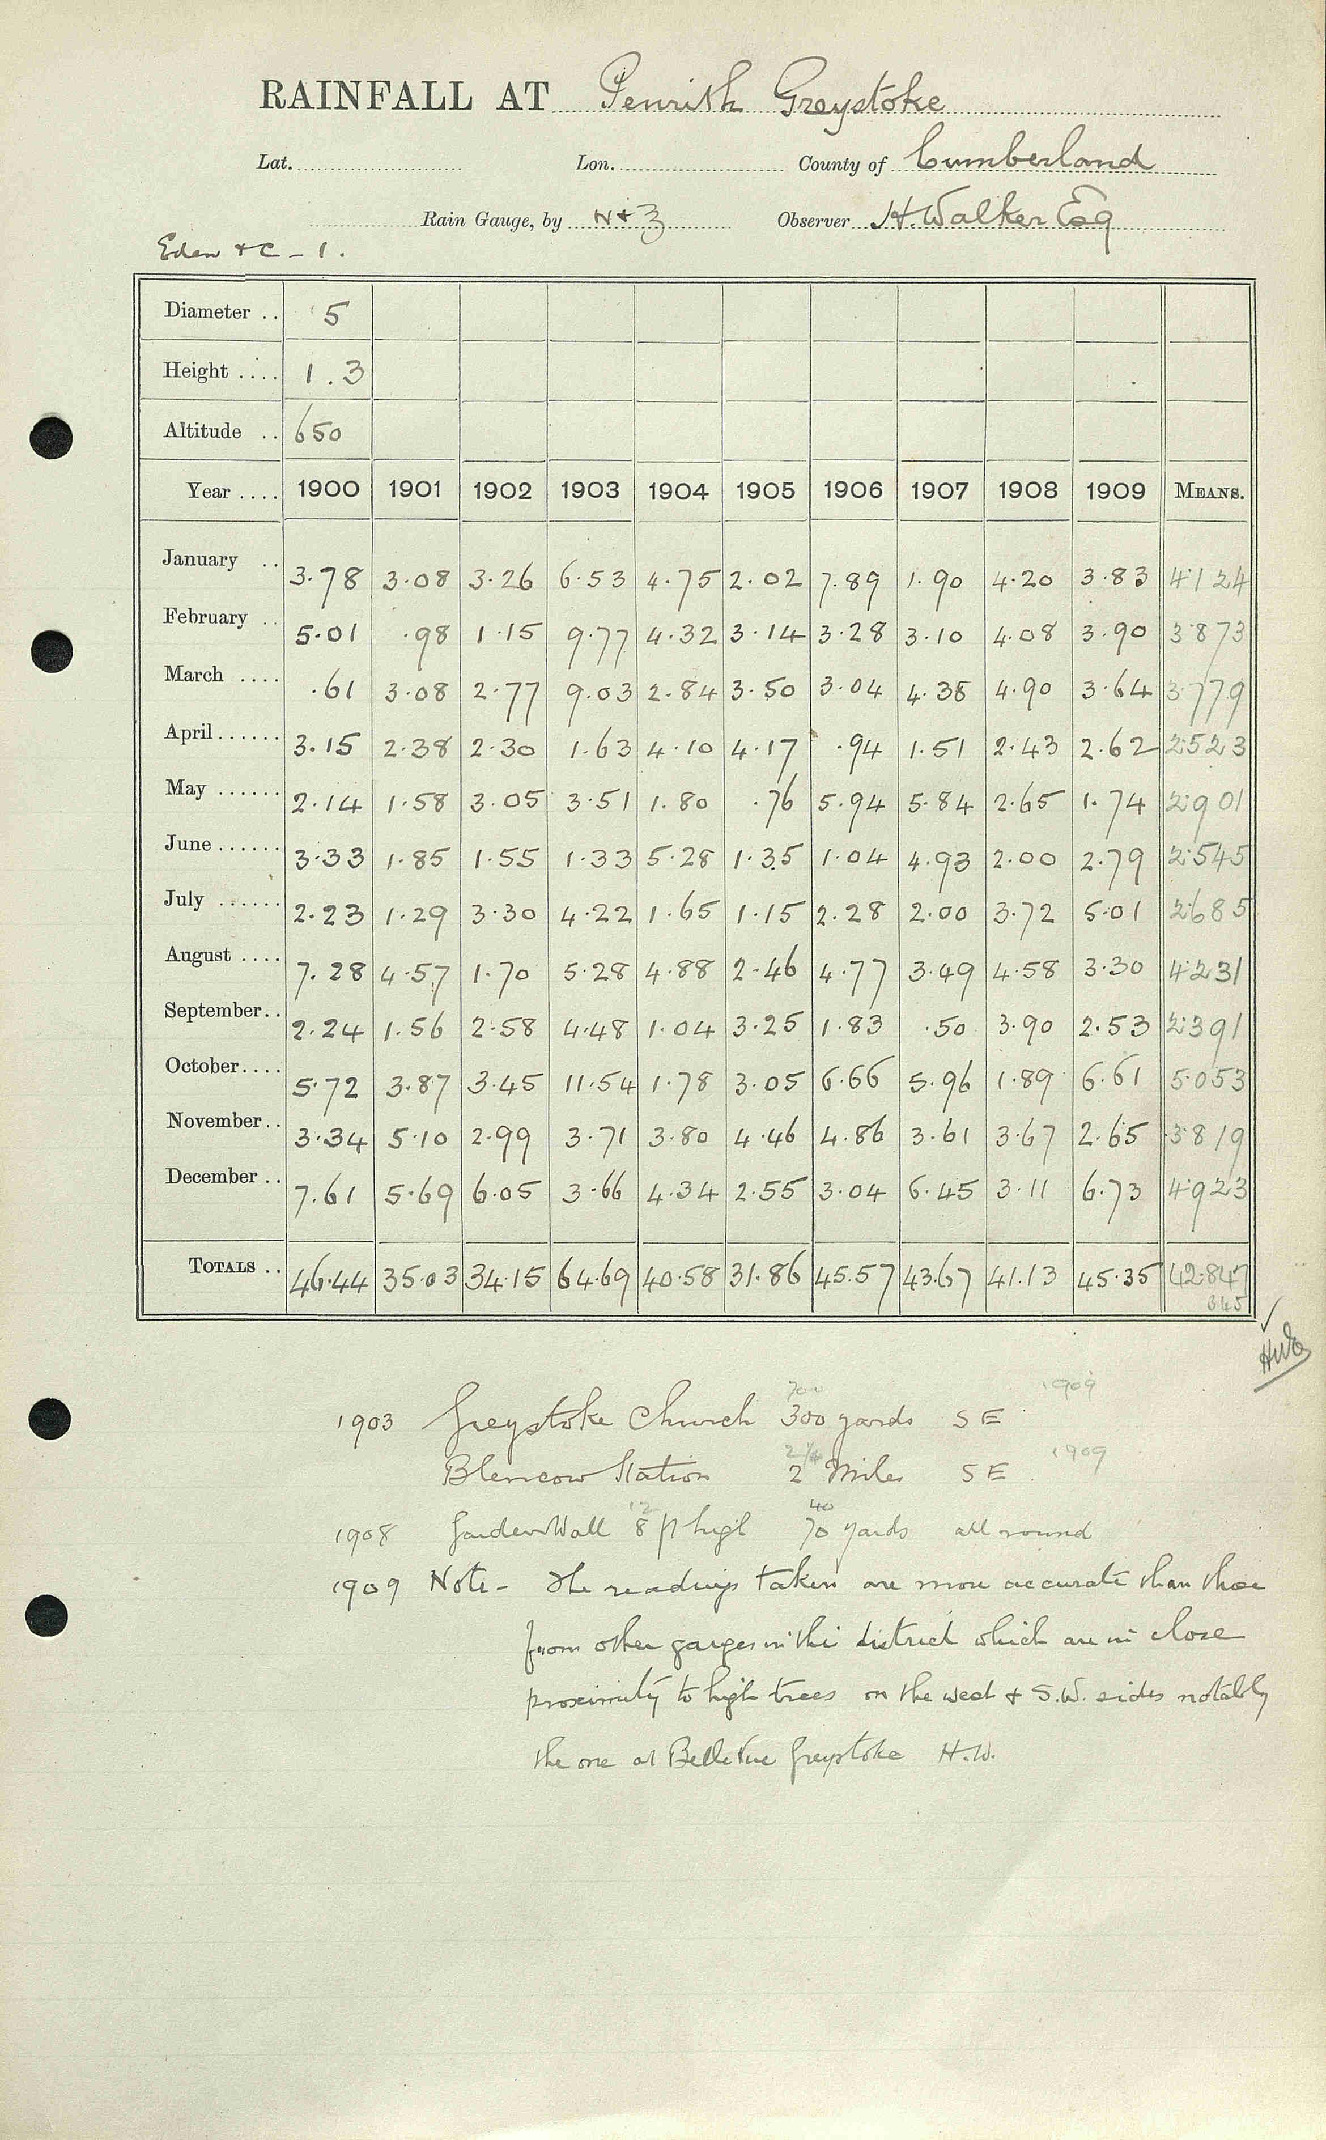 RAINFALL AT Penrith Greystoke
Lat. Lon. County of Cumberland
Rain Gauge, by N+Z Observer H. Walker Esq
Eden + C - 1.
Diameter .. 5
Height .... 1.3
Altitude .. 650
Year .... 1900 1901 1902 1903 1904 1905 1906 1907 1908 1909 MEANS.
January .. 3.78 3.08 3.26 6.53 4.75 2.02 7.89 1.90 4.20 3.83 4.124
February .. 5.01 .98 1.15 9.77 4.32 3.14 3.28 3.10 4.08 3.90 3.873
March .... .61 3.08 2.77 9.03 2.84 3.50 3.04 4.38 4.90 3.64 3.779
April ...... 3.15 2.38 2.30 1.63 4.10 4.17 .94 1.51 2.43 2.62 2.523
May ...... 2.14 1.58 3.05 3.51 1.80 .76 5.94 5.84 2.65 1.74 2.901
June ...... 3.33 1.85 1.55 1.33 5.28 1.35 1.04 4.93 2.00 2.79 2.545
July ...... 2.23 1.29 3.30 4.22 1.65 1.15 2.28 2.00 3.72 5.01 2.685
August .... 7.28 4.57 1.70 5.28 4.88 2.46 4.77 3.49 4.58 3.30 4.231
September.. 2.24 1.56 2.58 4.48 1.04 3.25 1.83 .50 3.90 2.53 2.391
October.... 5.72 3.87 3.45 11.54 1.78 3.05 6.66 5.96 1.89 6.61 5.053
November.. 3.34 5.10 2.99 3.71 3.80 4.46 4.86 3.61 3.67 2.65 3.819
December .. 7.61 5.69 6.05 3.66 4.34 2.55 3.04 6.45 3.11 6.73 4.923
TOTALS .. 46.44 35.03 34.15 64.69 40.58 31.86 45.57 43.67 41.13 45.35 42.847
345
700 1909
1903 Greystoke Church 300 yards SE
2¼ 1909
Blencow Station 2 Miles SE
12 40
1908 Garden Wall 8 ft high 70 yards all round
1909 Note - The readings taken are more accurate than those
from other gauges in this district which are in close
proximity to high trees on the west & S.W. sides notably
the one at Belle Vue Greystoke H.W.